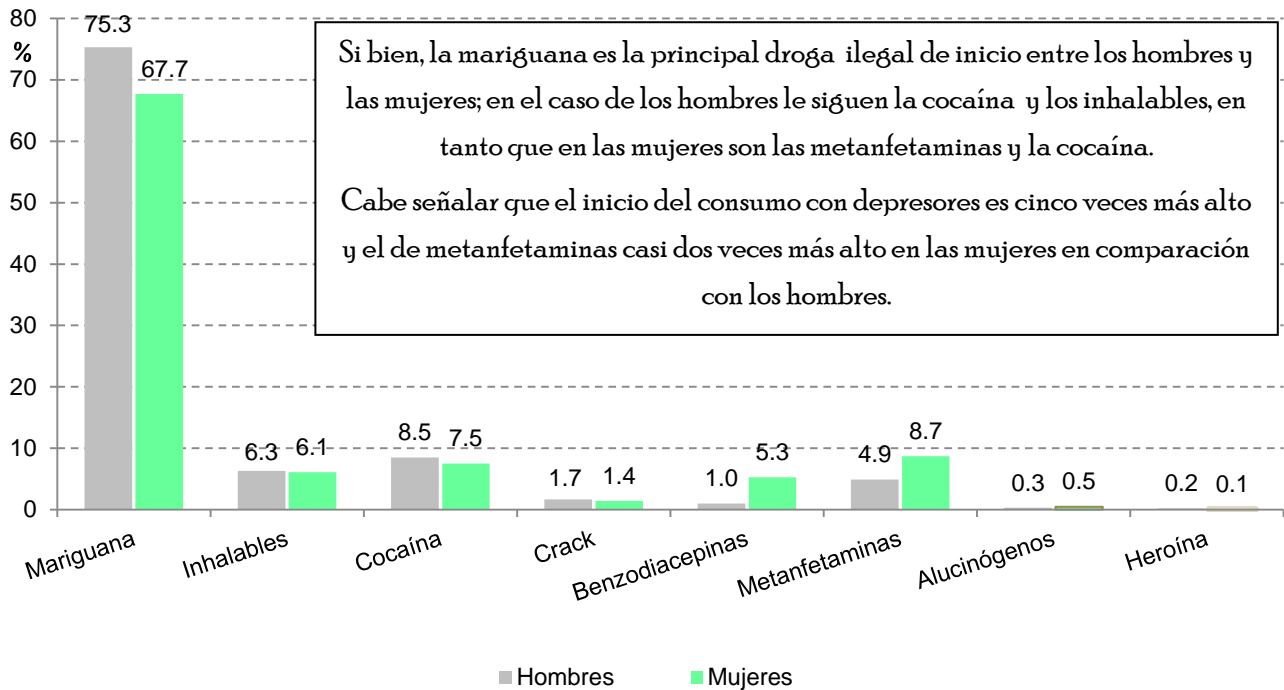 80
%
70
60
50
40
30
20
10
0
75.3
67.7
6.3
6.1
8.5
7.5
1.7
1.4
1.0
5.3
4.9
8.7
0.3
0.5
0.2
0.1
Si bien, la mariguana es la principal droga ilegal de inicio entre los hombres y
las mujeres; en el caso de los hombres le siguen la cocaína y los inhalables, en
tanto que en las mujeres son las metanfetaminas y la cocaína.
Cabe señalar que el inicio del consumo con depresores es cinco veces más alto
y el de metanfetaminas casi dos veces más alto en las mujeres en comparación
con los hombres.
Mariguana
Inhalables
Cocaína
Crack
Benzodiacepinas
Metanfetaminas
Alucinógenos
Heroína
Hombres
Mujeres